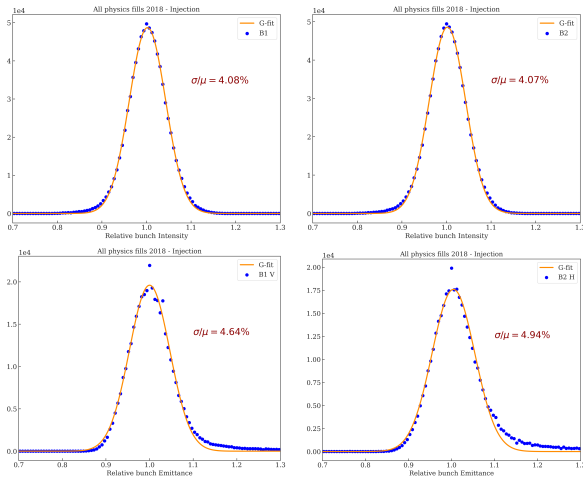 All physics fills 2018 - Injection
1e4
G-fit
B1
σ/μ = 4.08%
5
4
3
2
1
0
0.7 0.8 0.9 1.0 1.1 1.2 1.3
Relative bunch Intensity
All physics fills 2018 - Injection
1e4
G-fit
B2
σ/μ = 4.07%
5
4
3
2
1
0
0.7 0.8 0.9 1.0 1.1 1.2 1.3
Relative bunch Intensity
All physics fills 2018 - Injection
1e4
G-fit
B1 V
σ/μ = 4.64%
2.0
1.5
1.0
0.5
0.0
0.7 0.8 0.9 1.0 1.1 1.2 1.3
Relative bunch Emittance
All physics fills 2018 - Injection
1e4
G-fit
B2 H
σ/μ = 4.94%
2.00
1.75
1.50
1.25
1.00
0.75
0.50
0.25
0.00
0.7 0.8 0.9 1.0 1.1 1.2 1.3
Relative bunch Emittance